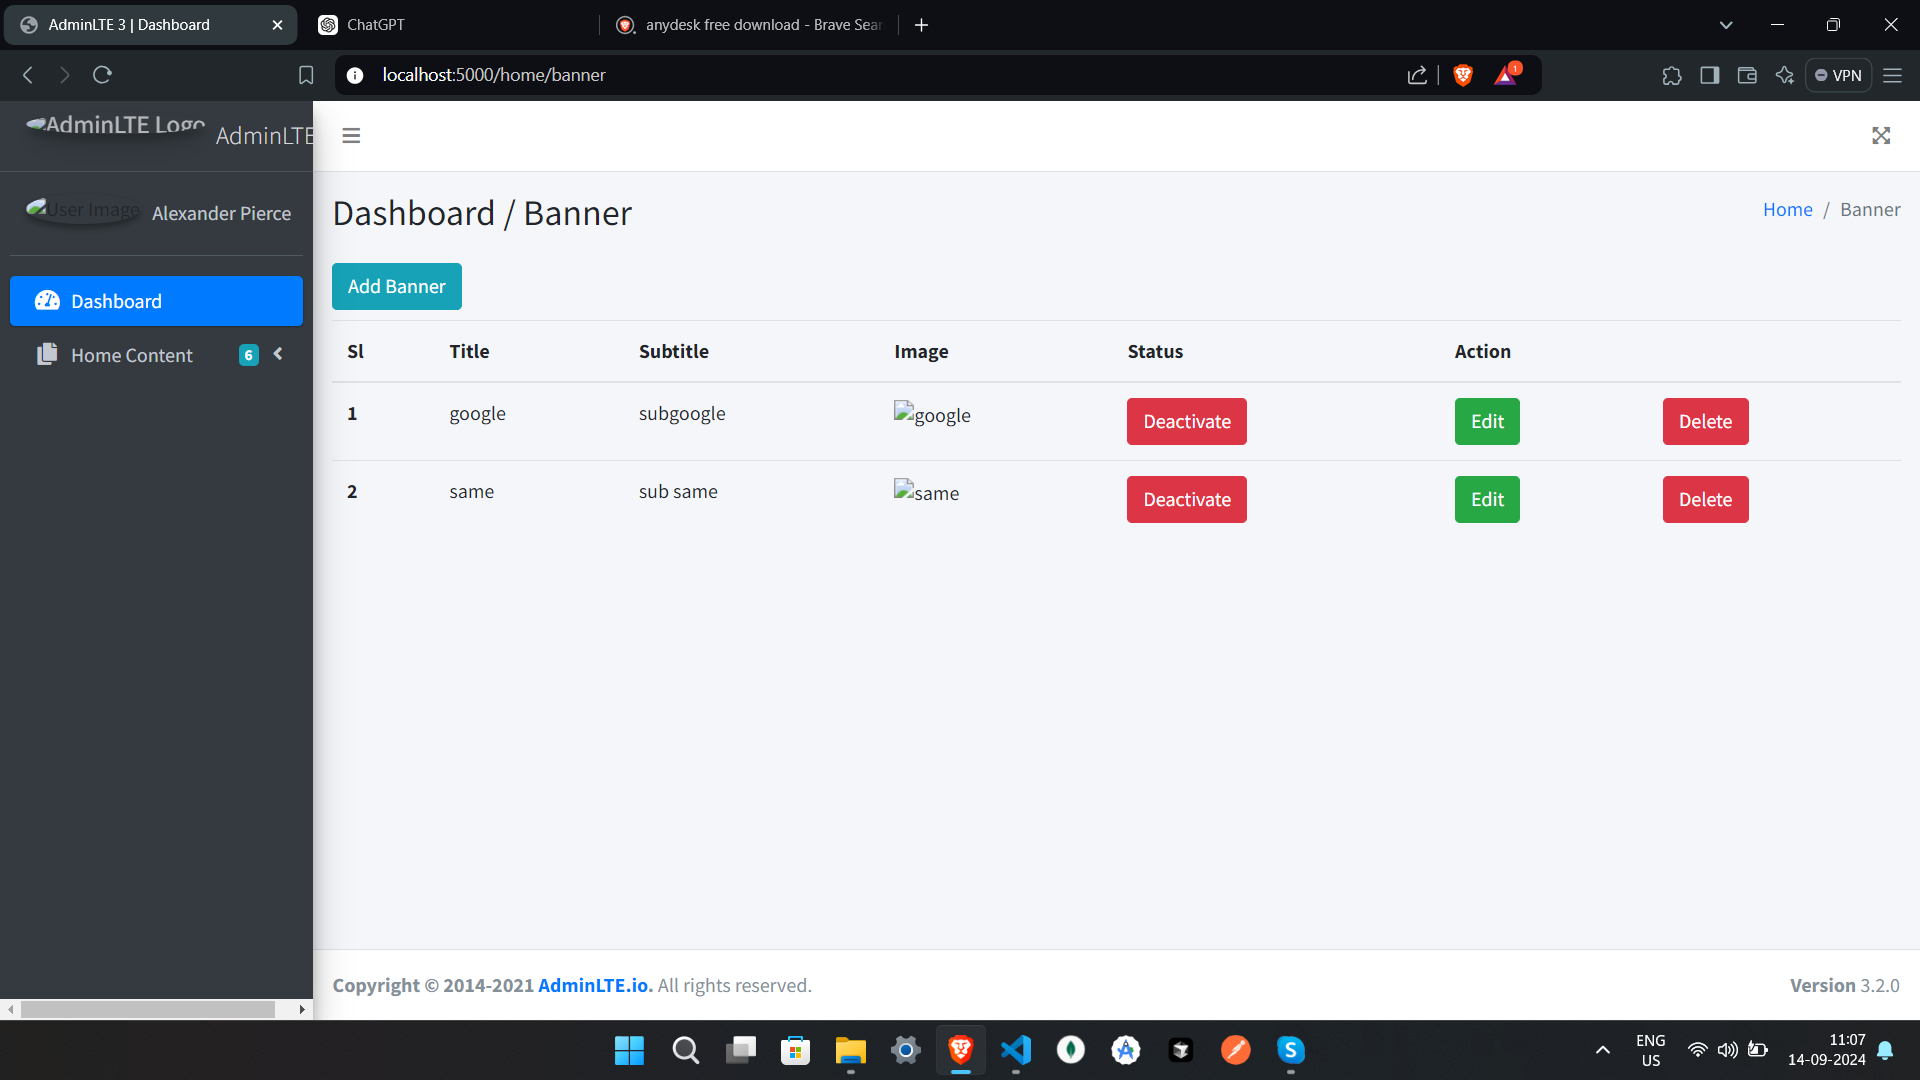 AdminLTE 3 | Dashboard
ChatGPT
anydesk free download - Brave Sear
localhost:5000/home/banner
1
VPN
AdminLTE Logo
AdminLTE
User Image
Alexander Pierce
Dashboard
Home Content 6
Dashboard / Banner
Home / Banner
Add Banner
Sl Title Subtitle Image Status Action
1 google subgoogle google Deactivate Edit Delete
2 same sub same same Deactivate Edit Delete
Copyright © 2014-2021 AdminLTE.io. All rights reserved.
Version 3.2.0
ENG
US
11:07
14-09-2024